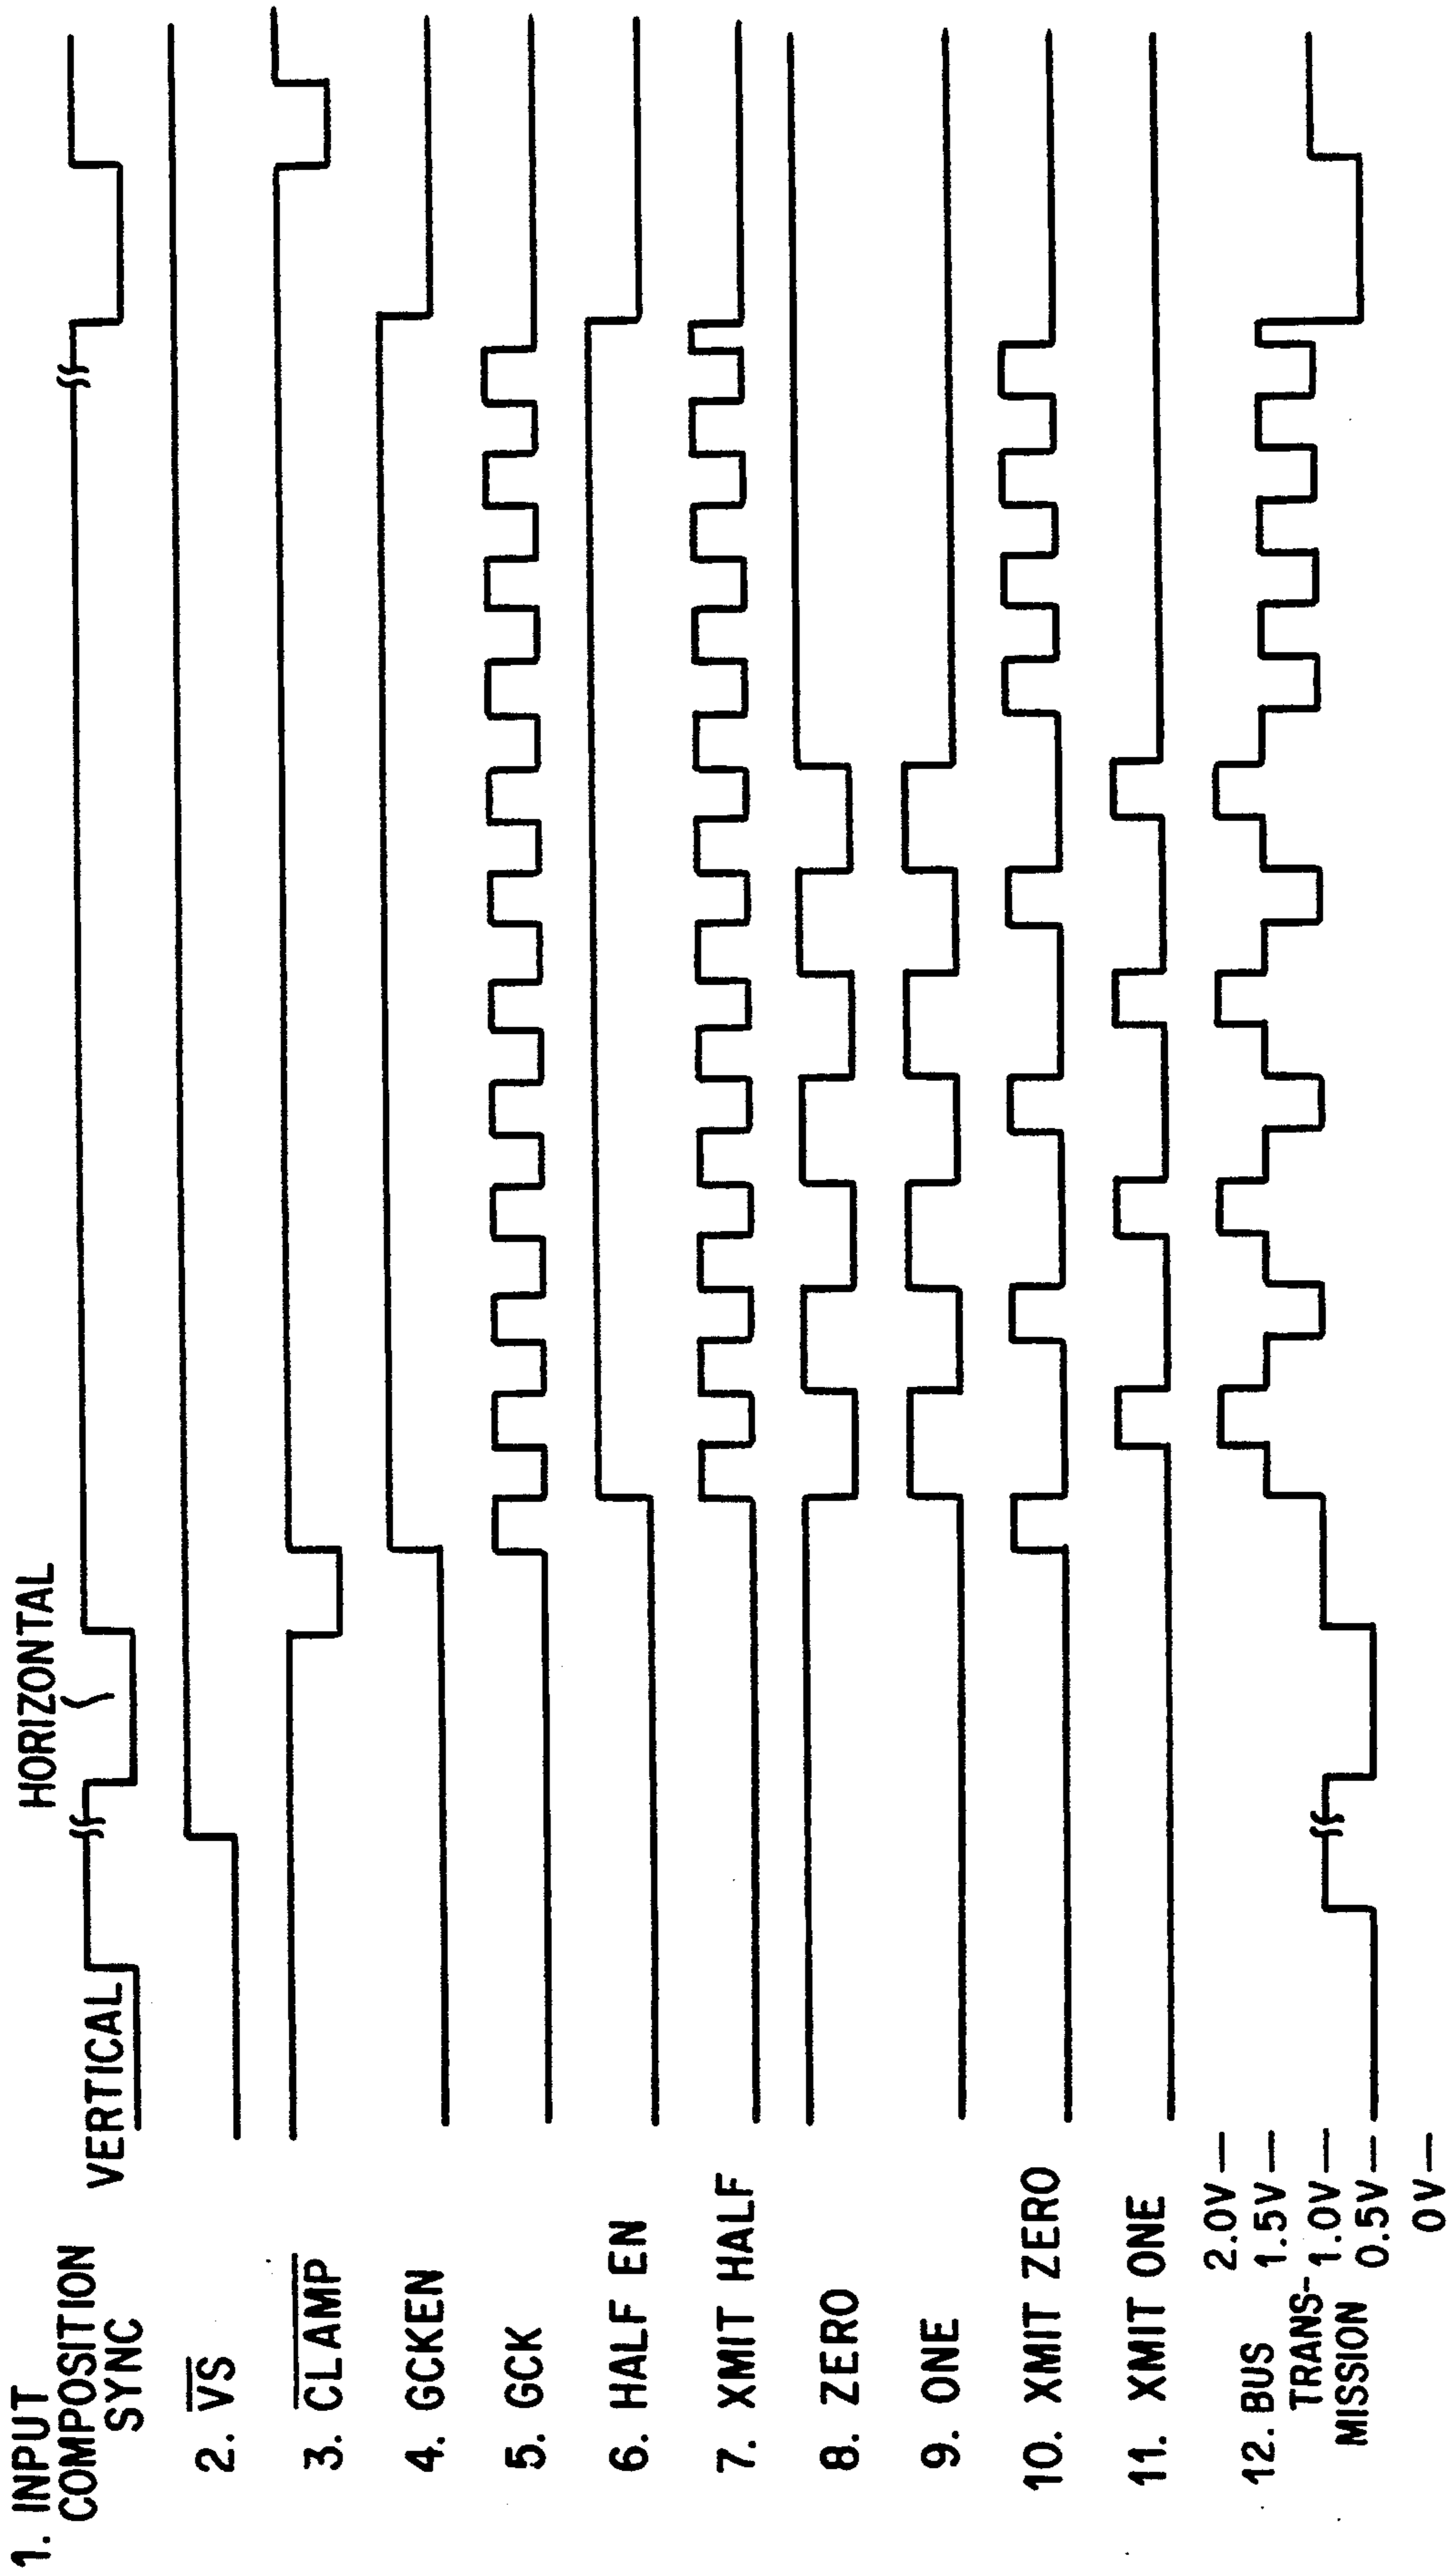 1. INPUT
COMPOSITION
SYNC
VERTICAL
HORIZONTAL
2. VS
3. CLAMP
4. GCKEN
5. GCK
6. HALF EN
7. XMIT HALF
8. ZERO
9. ONE
10. XMIT ZERO
11. XMIT ONE
12. BUS
TRANS-
MISSION
2.0V
1.5V
1.0V
0.5V
0V